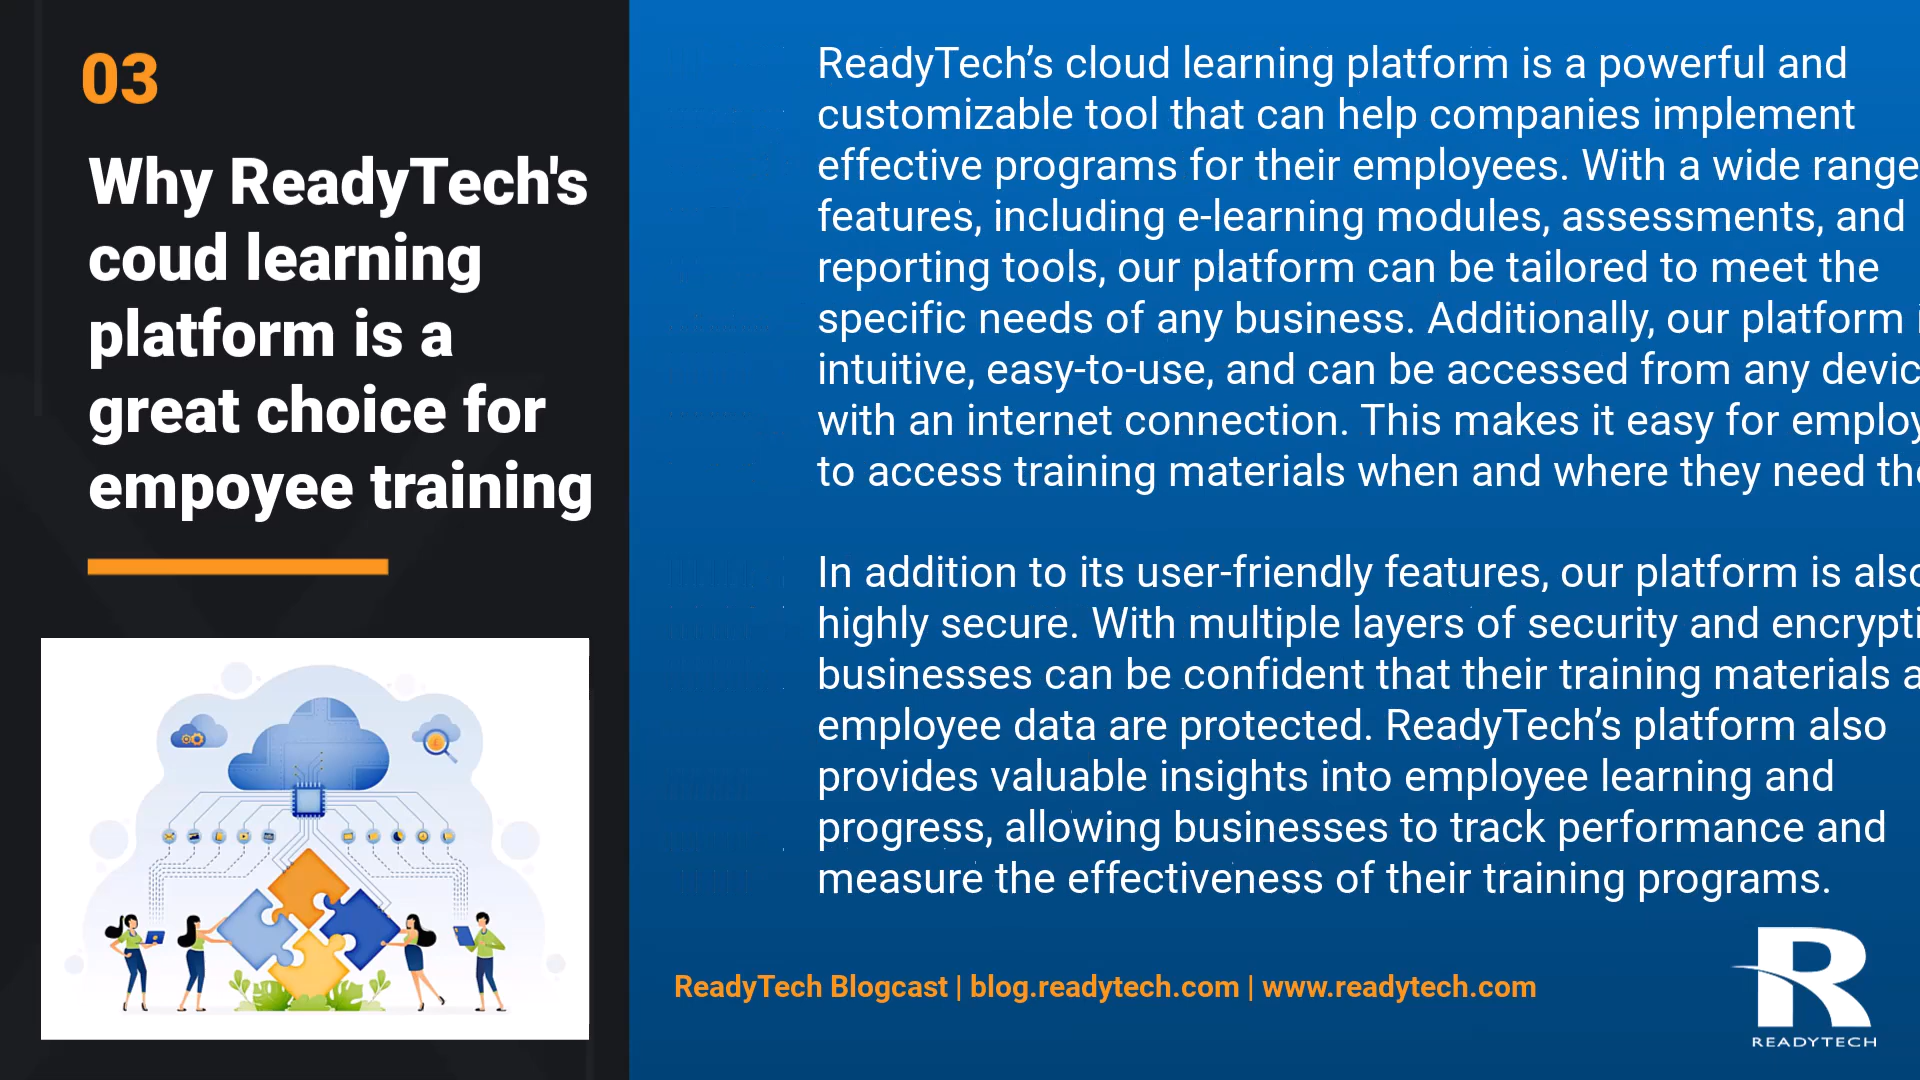 03
Why ReadyTech's
coud learning
platform is a
great choice for
empoyee training
ReadyTech’s cloud learning platform is a powerful and
customizable tool that can help companies implement
effective programs for their employees. With a wide range
features, including e-learning modules, assessments, and
reporting tools, our platform can be tailored to meet the
specific needs of any business. Additionally, our platform
intuitive, easy-to-use, and can be accessed from any
with an internet connection. This makes it easy for
to access training materials when and where they need
In addition to its user-friendly features, our platform is
highly secure. With multiple layers of security and
businesses can be confident that their training materials
employee data are protected. ReadyTech’s platform also
provides valuable insights into employee learning and
progress, allowing businesses to track performance and
measure the effectiveness of their training programs.
ReadyTech Blogcast | blog.readytech.com | www.readytech.com
R
READYTECH